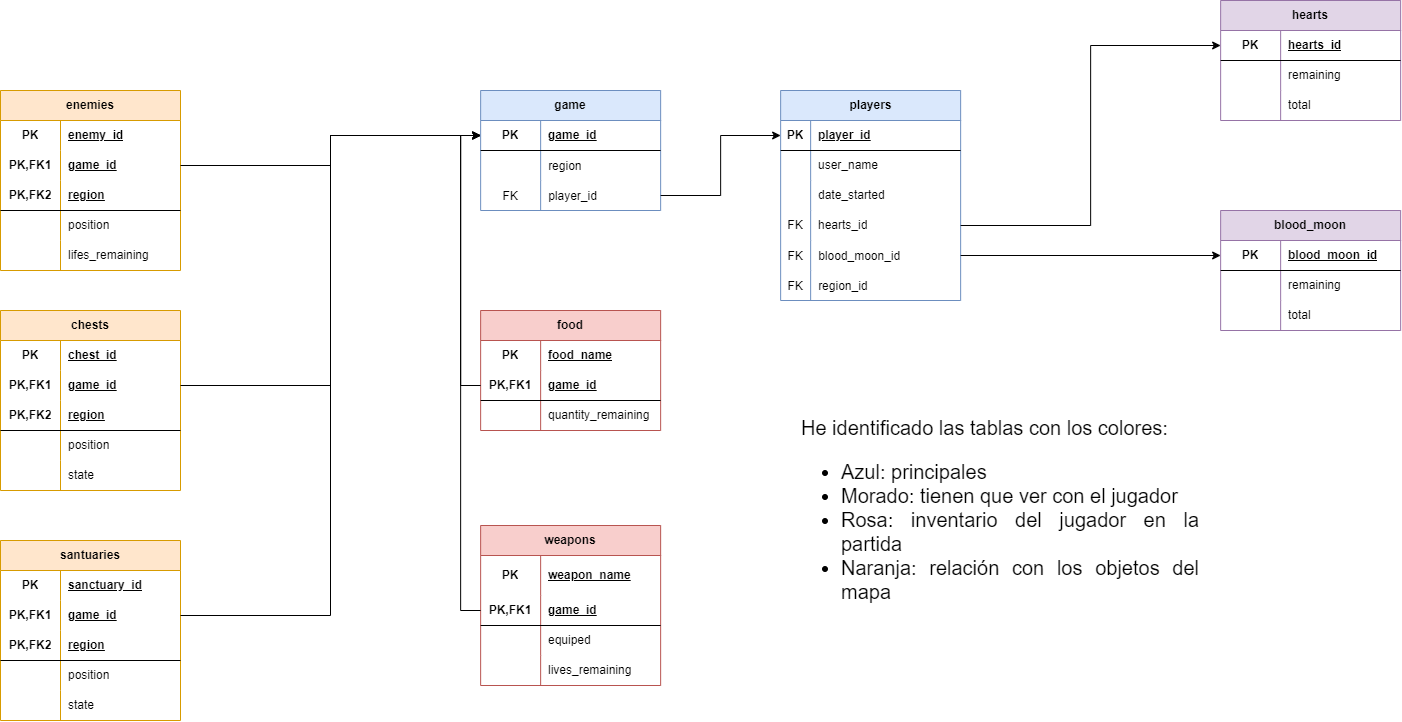 hearts
PK hearts_id
remaining
total
enemies
PK enemy_id
PK,FK1 game_id
PK,FK2 region
position
lifes_remaining
game
PK game_id
region
FK player_id
players
PK player_id
user_name
date_started
FK hearts_id
FK blood_moon_id
FK region_id
blood_moon
PK blood_moon_id
remaining
total
chests
PK chest_id
PK,FK1 game_id
PK,FK2 region
position
state
food
PK food_name
PK,FK1 game_id
quantity_remaining
He identificado las tablas con los colores:
• Azul: principales
• Morado: tienen que ver con el jugador
• Rosa: inventario del jugador en la
partida
• Naranja: relación con los objetos del
mapa
santuaries
PK sanctuary_id
PK,FK1 game_id
PK,FK2 region
position
state
weapons
PK weapon_name
PK,FK1 game_id
equiped
lives_remaining